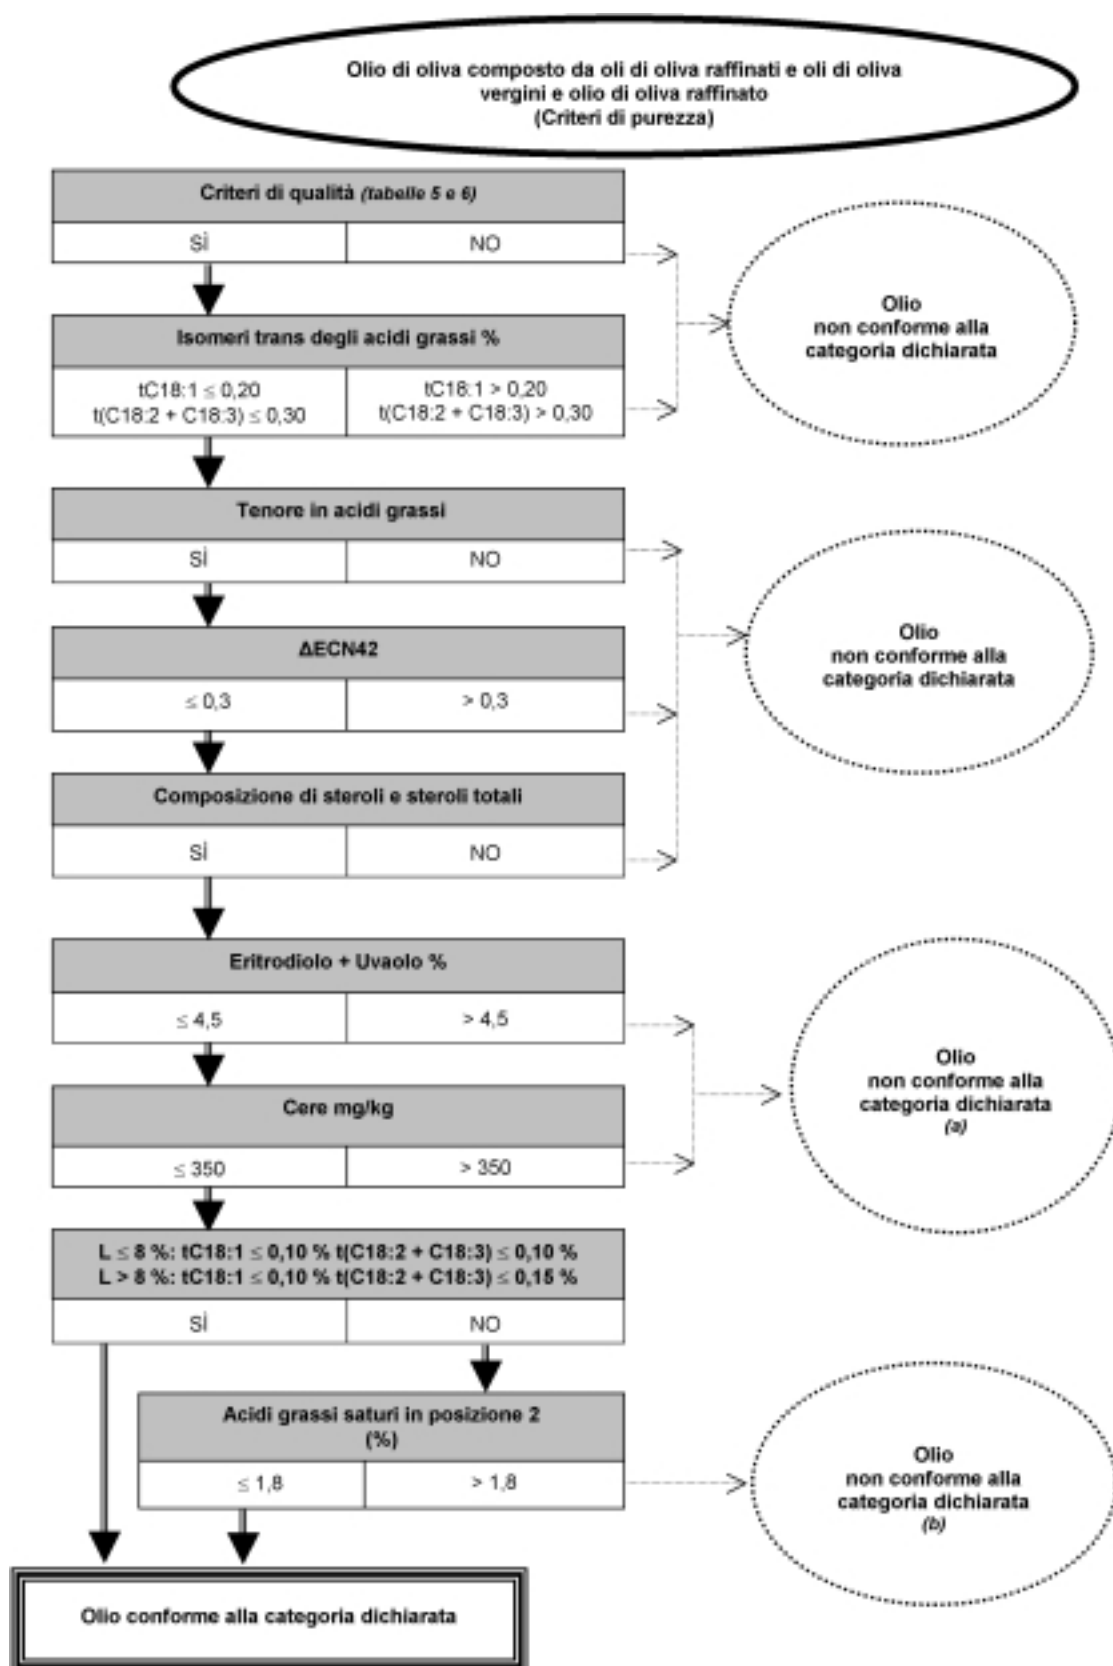 Olio di oliva composto da oli di oliva raffinati e oli di oliva
vergini e olio di oliva raffinato
(Criteri di purezza)
Criteri di qualità (tabelle 5 e 6)
SÌ NO
Olio
non conforme alla
categoria dichiarata
Isomeri trans degli acidi grassi %
tC18:1 ≤ 0,20 tC18:1 > 0,20
t(C18:2 + C18:3) ≤ 0,30 t(C18:2 + C18:3) > 0,30
Tenore in acidi grassi
SÌ NO
Olio
non conforme alla
categoria dichiarata
ΔECN42
≤ 0,3 > 0,3
Composizione di steroli e steroli totali
SÌ NO
Eritrodiolo + Uvaolo %
≤ 4,5 > 4,5
Olio
non conforme alla
categoria dichiarata
(a)
Cere mg/kg
≤ 350 > 350
L ≤ 8 %: tC18:1 ≤ 0,10 % t(C18:2 + C18:3) ≤ 0,10 %
L > 8 %: tC18:1 ≤ 0,10 % t(C18:2 + C18:3) ≤ 0,15 %
SÌ NO
Acidi grassi saturi in posizione 2
(%)
≤ 1,8 > 1,8
Olio
non conforme alla
categoria dichiarata
(b)
Olio conforme alla categoria dichiarata